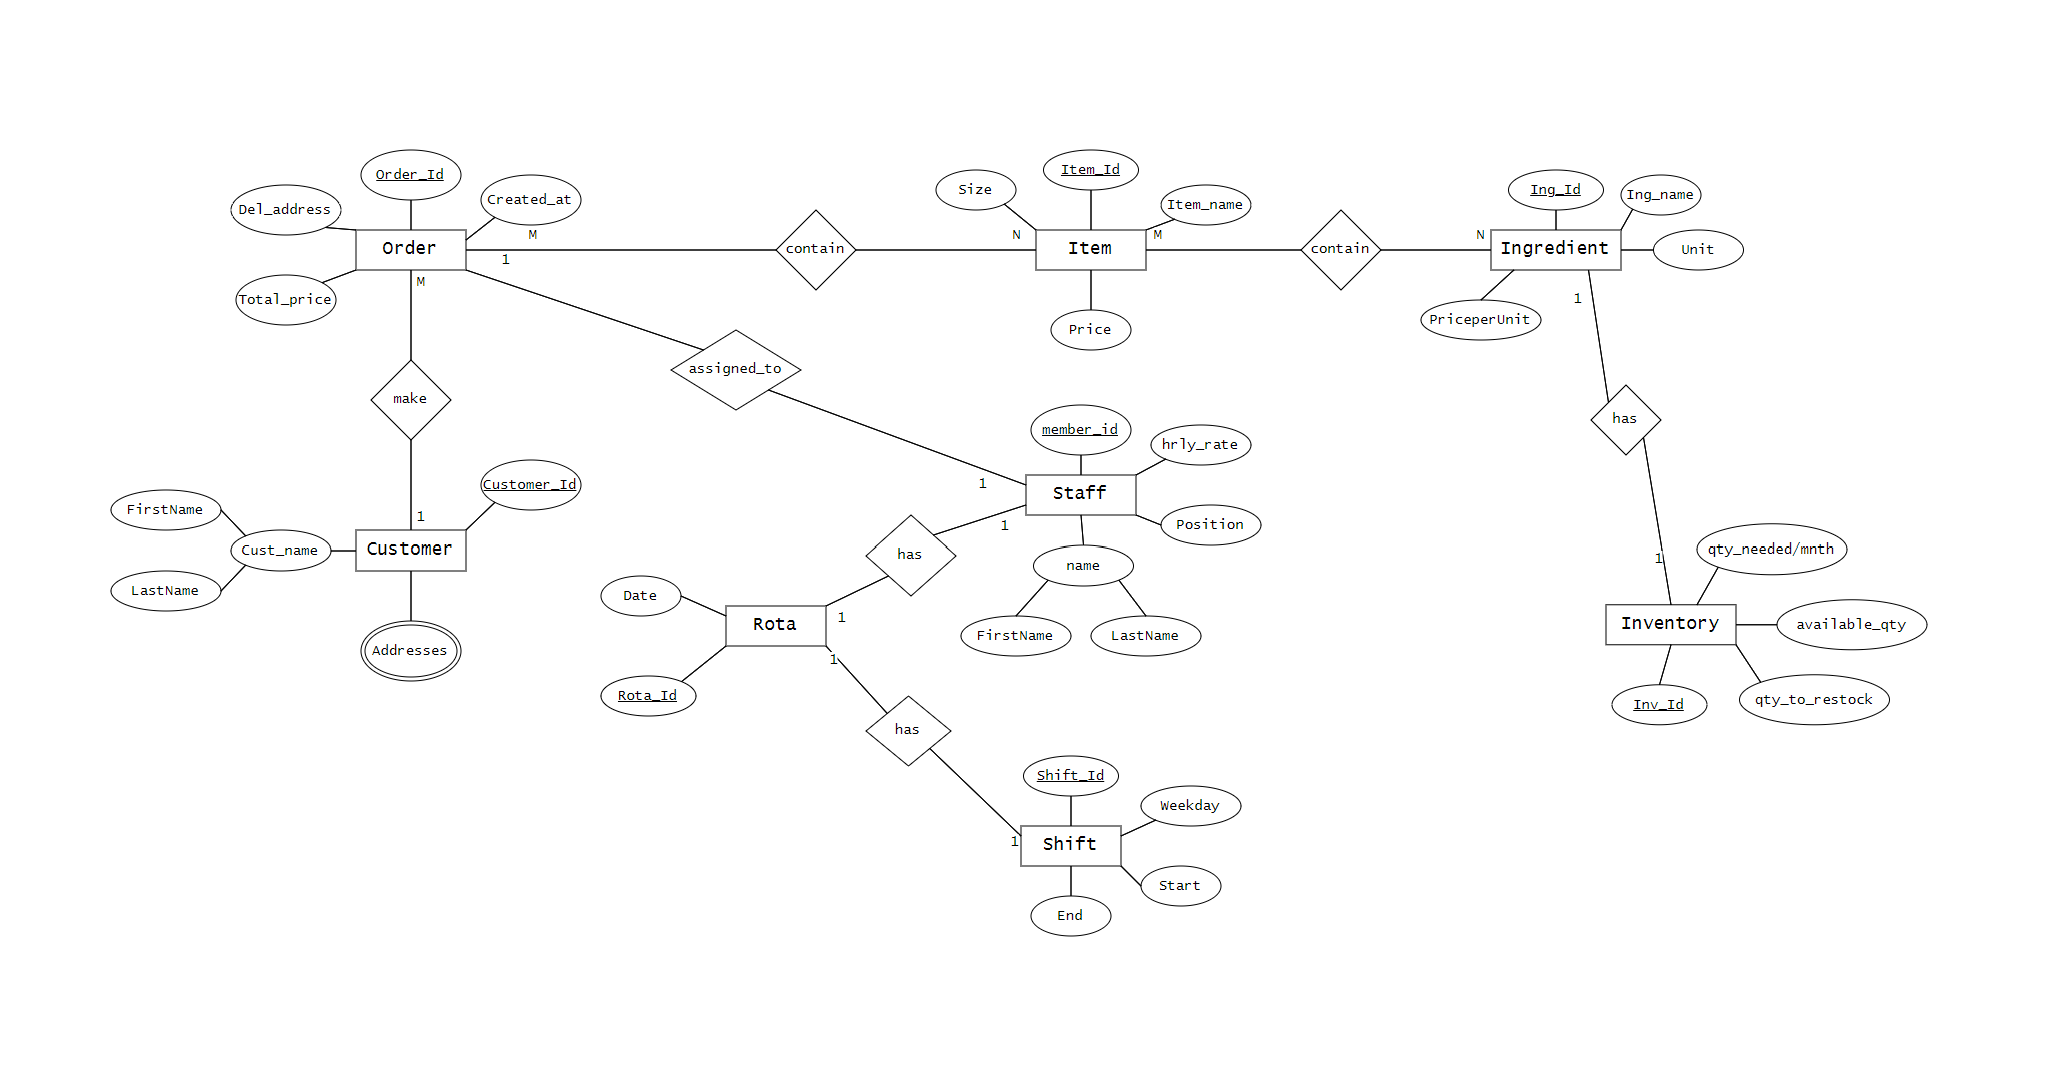 Order_Id
Created_at
Del_address
Order
Total_price
M
1
M
contain
N
Size
Item_Id
Item_name
Item
Price
M
contain
N
Ing_Id
Ing_name
Ingredient
Unit
PriceperUnit
1
has
1
assigned_to
1
make
1
Customer_Id
FirstName
Cust_name
LastName
Customer
Addresses
member_id
hrly_rate
Staff
Position
name
FirstName
LastName
1
has
1
Date
Rota
Rota_Id
1
has
1
Shift_Id
Weekday
Shift
Start
End
qty_needed/mnth
Inventory
available_qty
Inv_Id
qty_to_restock